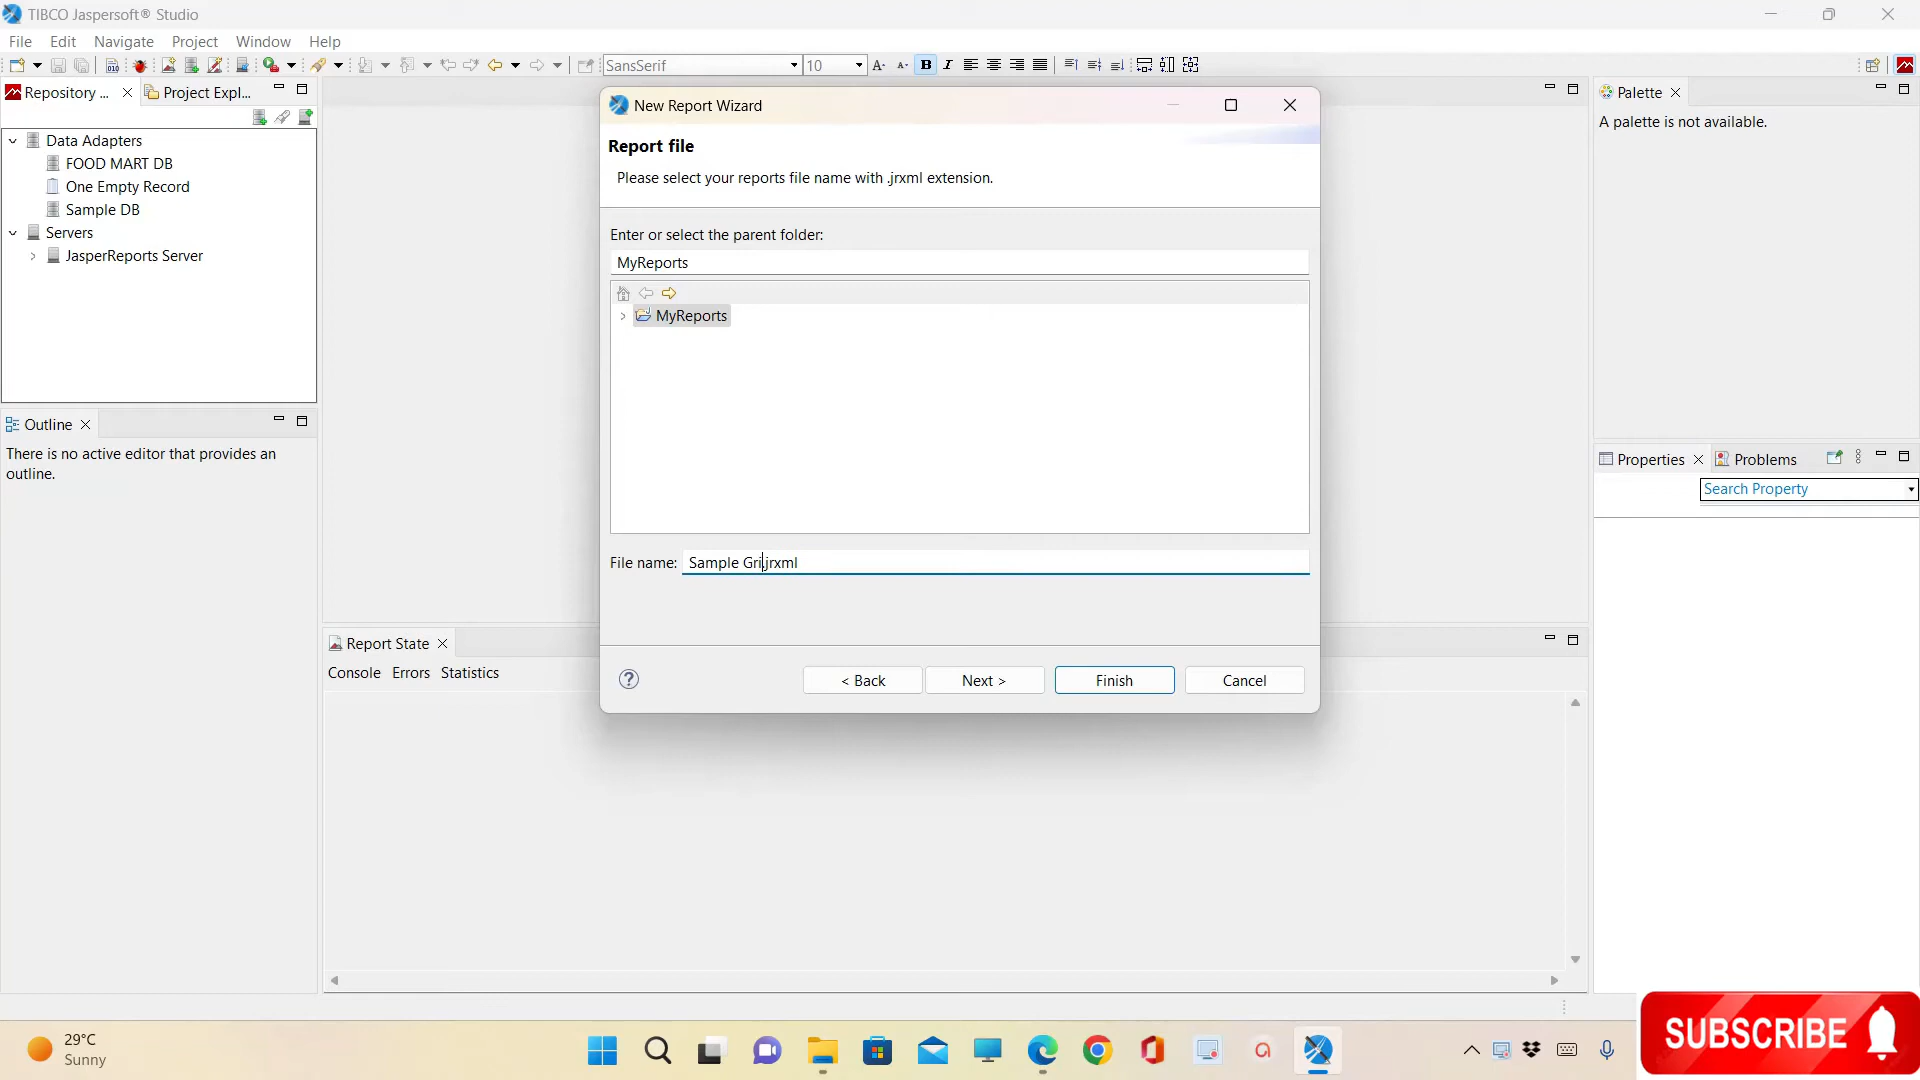 TIBCO Jaspersoft® Studio
File Edit Navigate Project Window Help
SansSerif 10
Repository ... Project Expl...
Data Adapters
FOOD MART DB
One Empty Record
Sample DB
Servers
JasperReports Server
Outline
There is no active editor that provides an
outline.
New Report Wizard
Report file
Please select your reports file name with .jrxml extension.
Enter or select the parent folder:
MyReports
MyReports
File name: Sample Gri.jrxml
< Back Next > Finish Cancel
Report State
Console Errors Statistics
Palette
A palette is not available.
Properties Problems
Search Property
29°C
Sunny
SUBSCRIBE